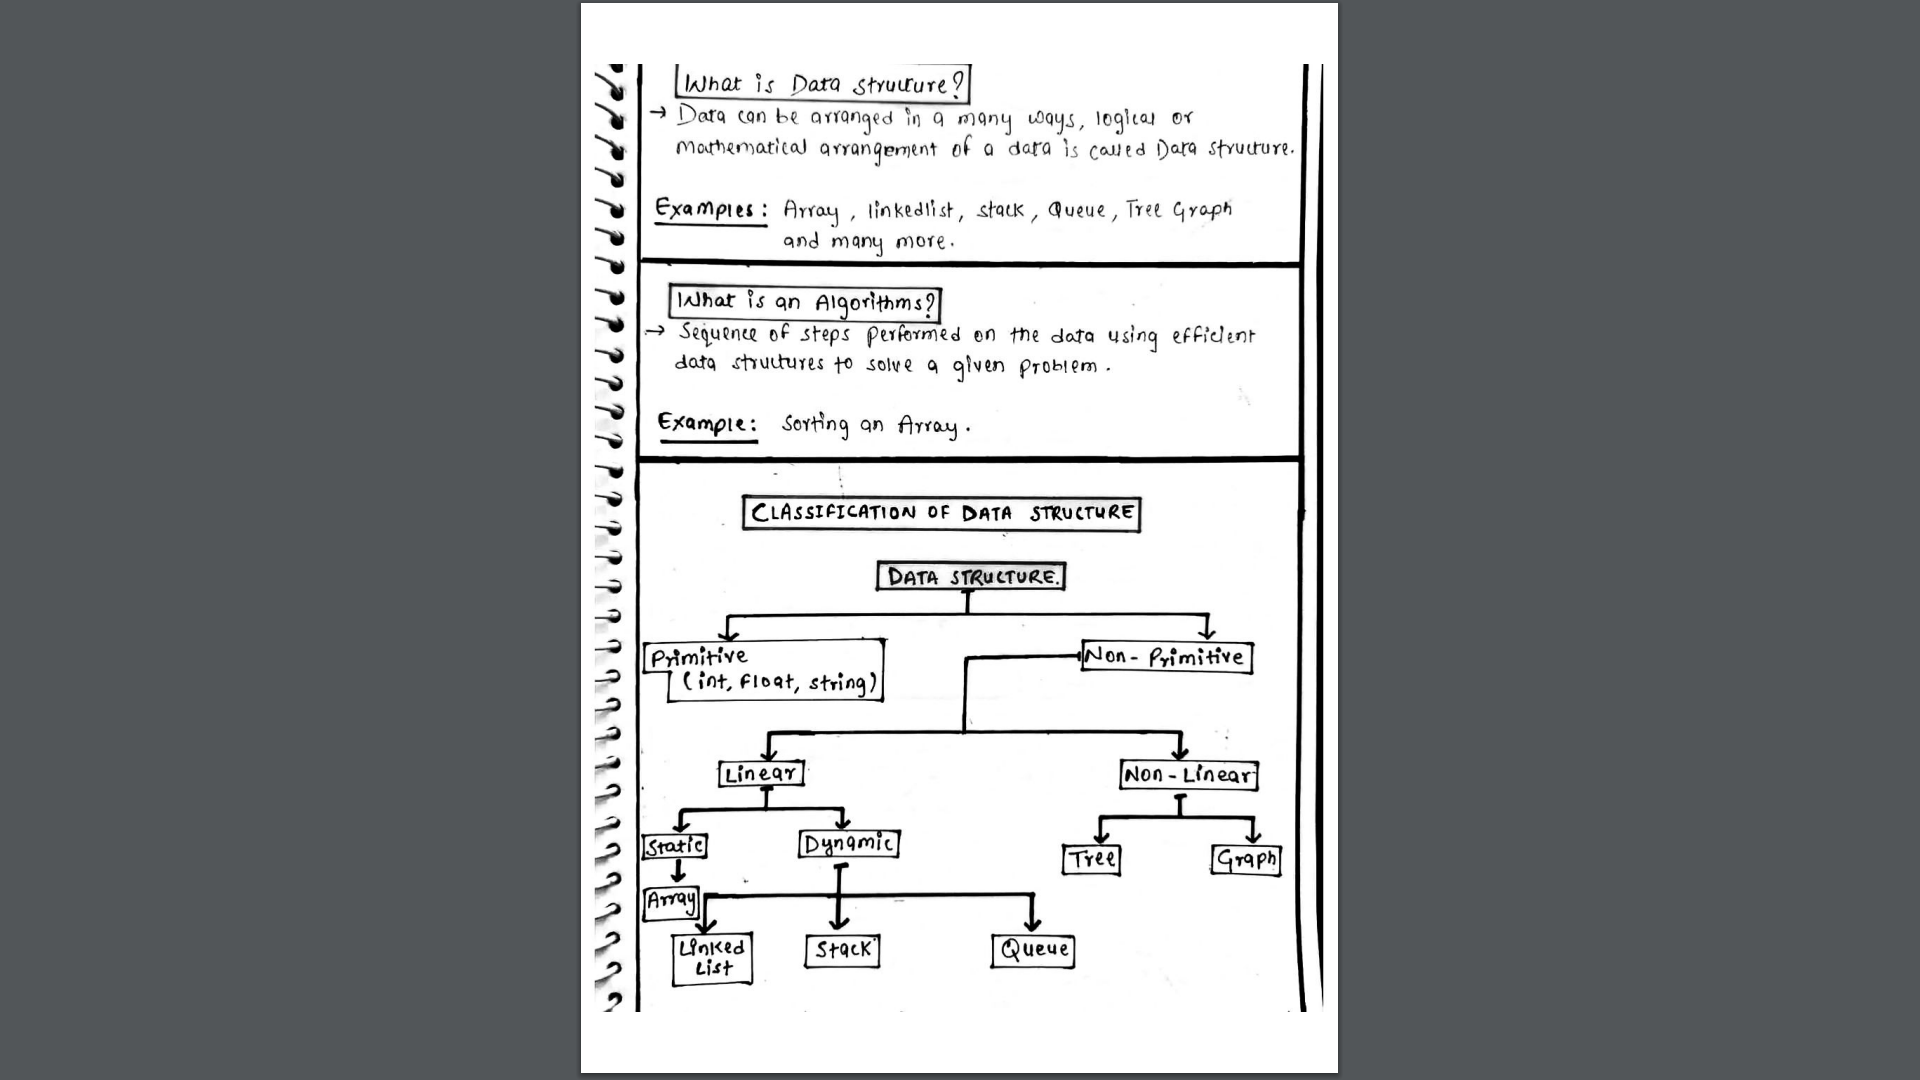 What is Data structure?
→ Data can be arranged in a many ways, logical or
mathematical arrangement of a data is called Data structure.
Examples: Array, linkedlist, stack, Queue, Tree Graph
and many more.
What is an Algorithms?
→ Sequence of steps performed on the data using efficient
data structures to solve a given problem.
Example: Sorting an Array.
CLASSIFICATION OF DATA STRUCTURE
DATA STRUCTURE.
Primitive
(int, Float, string)
Non-Primitive
Linear
Non-Linear
Static
Dynamic
Tree
Graph
Array
Linked
List
Stack
Queue